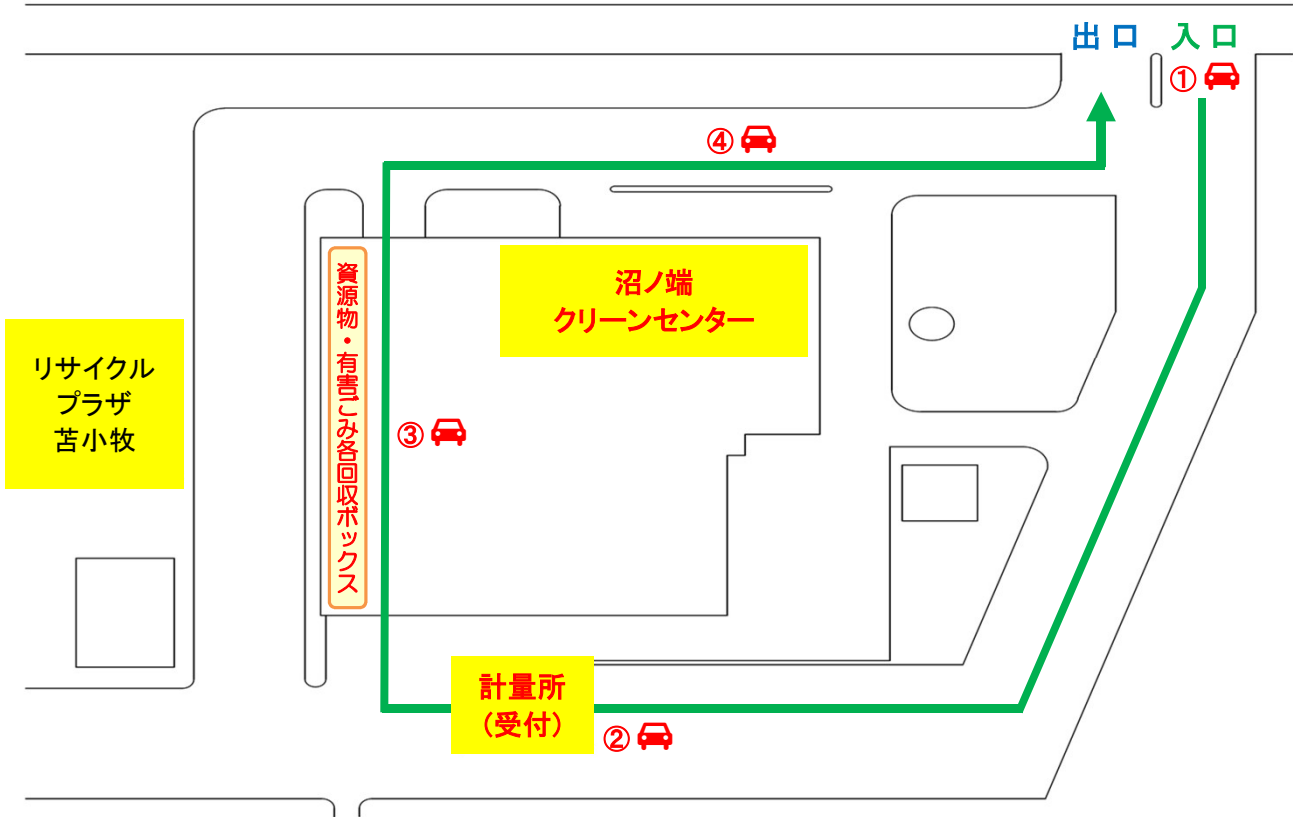 出口 入口
①
④
資源物・有害ごみ各回収ボックス
沼ノ端
クリーンセンター
リサイクル
プラザ
苫小牧
③
計量所
(受付)
②